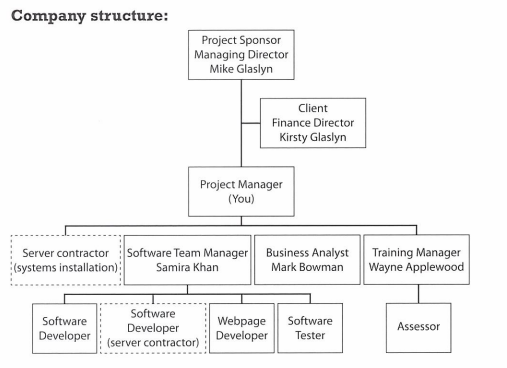 Company structure:
Project Sponsor
Managing Director
Mike Glaslyn
Client
Finance Director
Kirsty Glaslyn
Project Manager
(You)
Server contractor
(systems installation)
Software Team Manager
Samira Khan
Business Analyst
Mark Bowman
Training Manager
Wayne Applewood
Software
Developer
Software
Developer
(server contractor)
Webpage
Developer
Software
Tester
Assessor